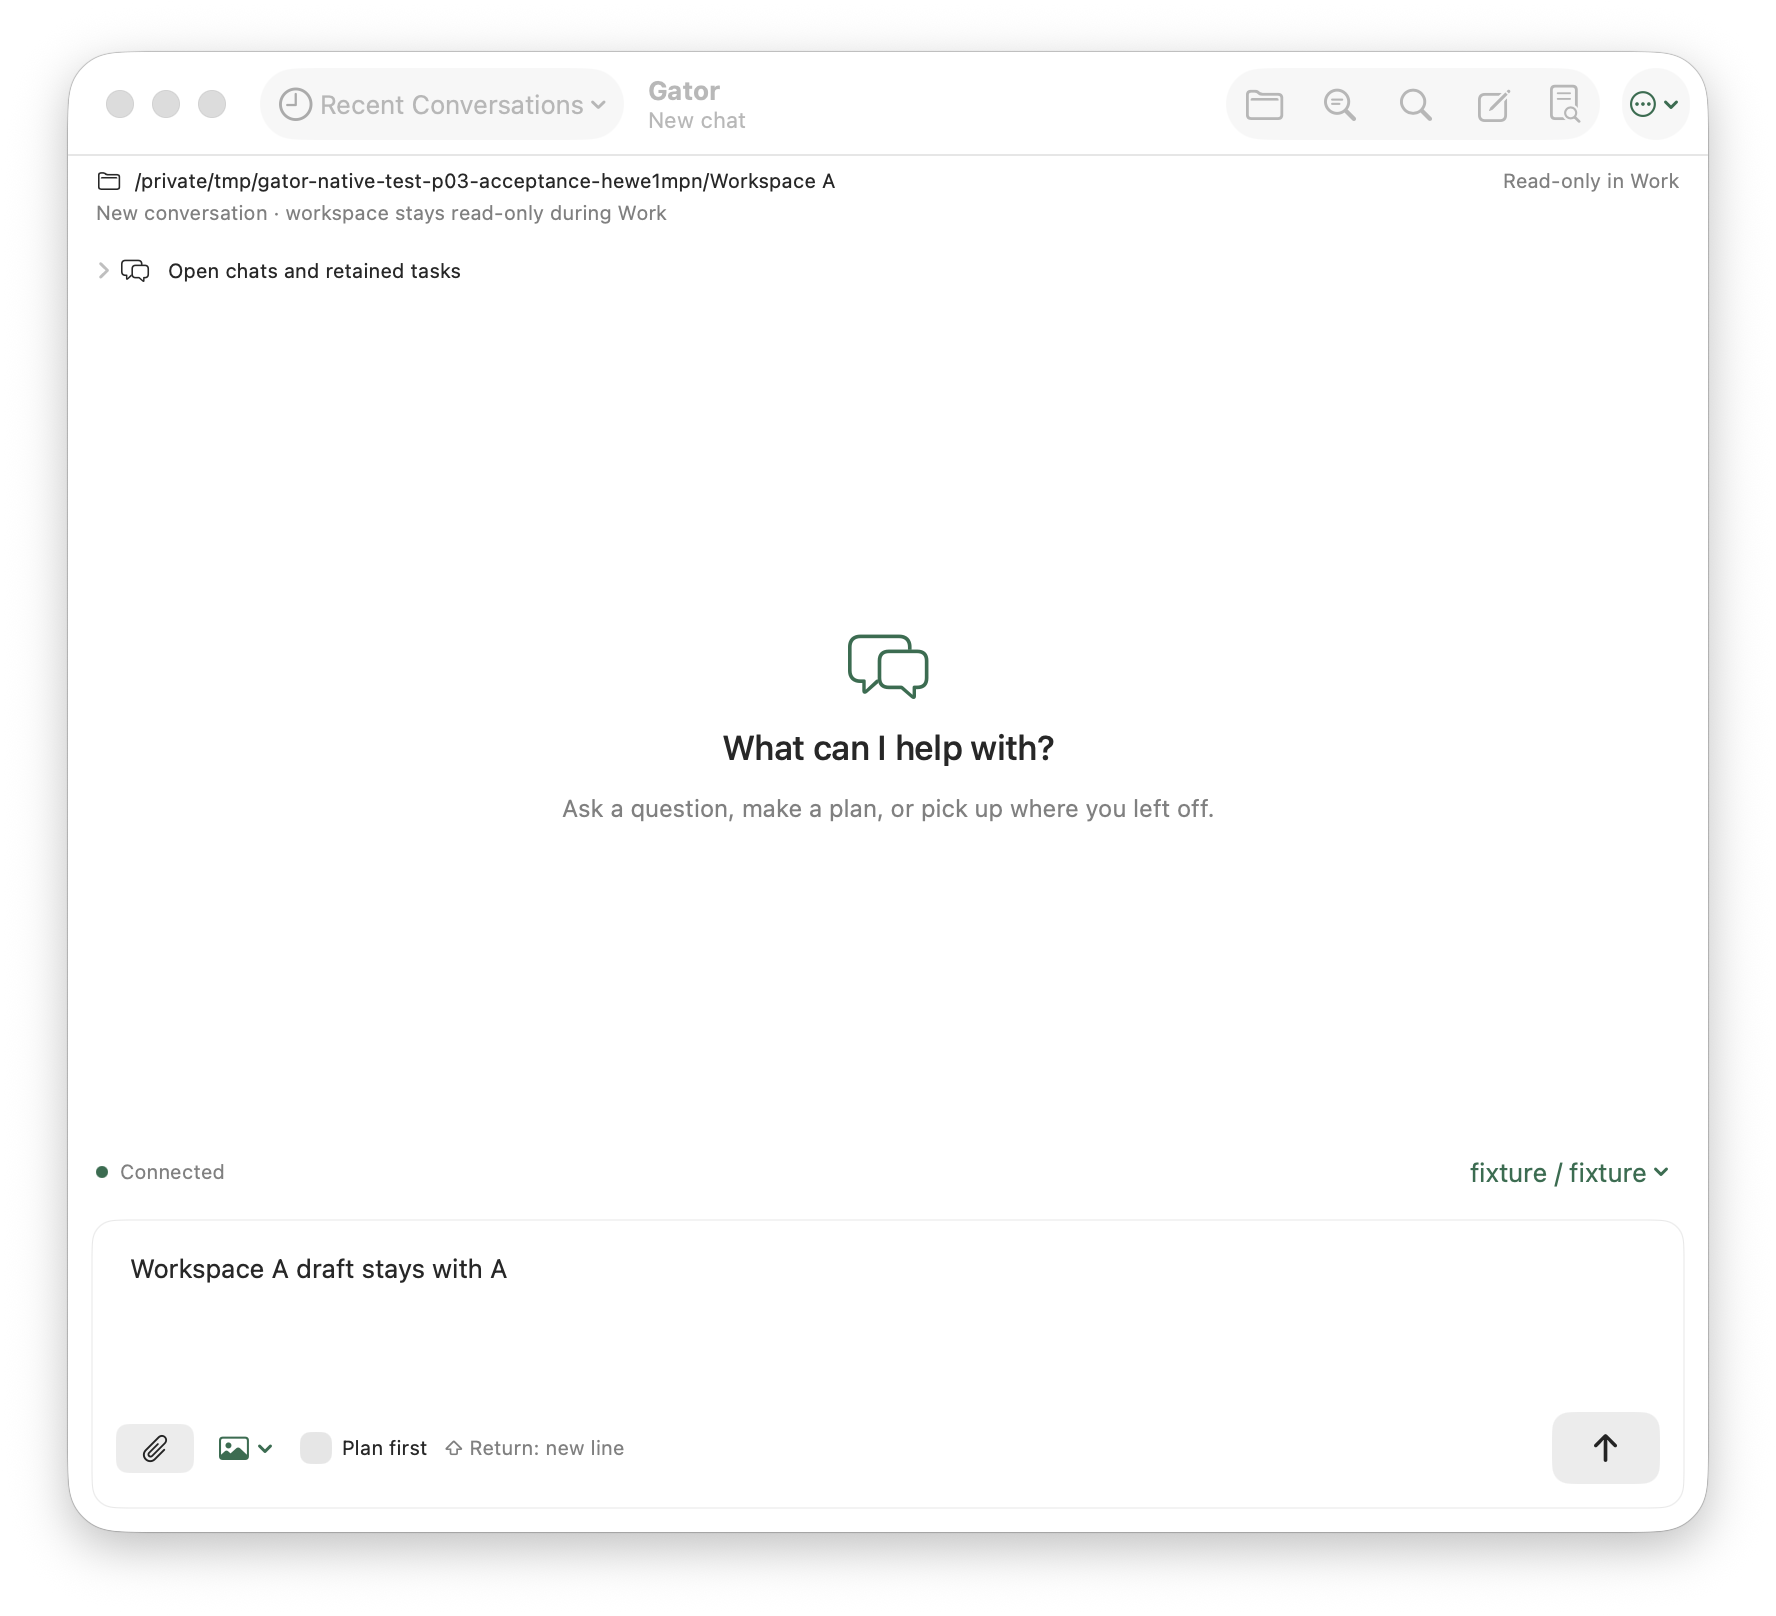 Recent Conversations
Gator
New chat
/private/tmp/gator-native-test-p03-acceptance-hewe1mpn/Workspace A
Read-only in Work
New conversation · workspace stays read-only during Work
Open chats and retained tasks
What can I help with?
Ask a question, make a plan, or pick up where you left off.
Connected
fixture / fixture
Workspace A draft stays with A
Plan first
⇧ Return: new line